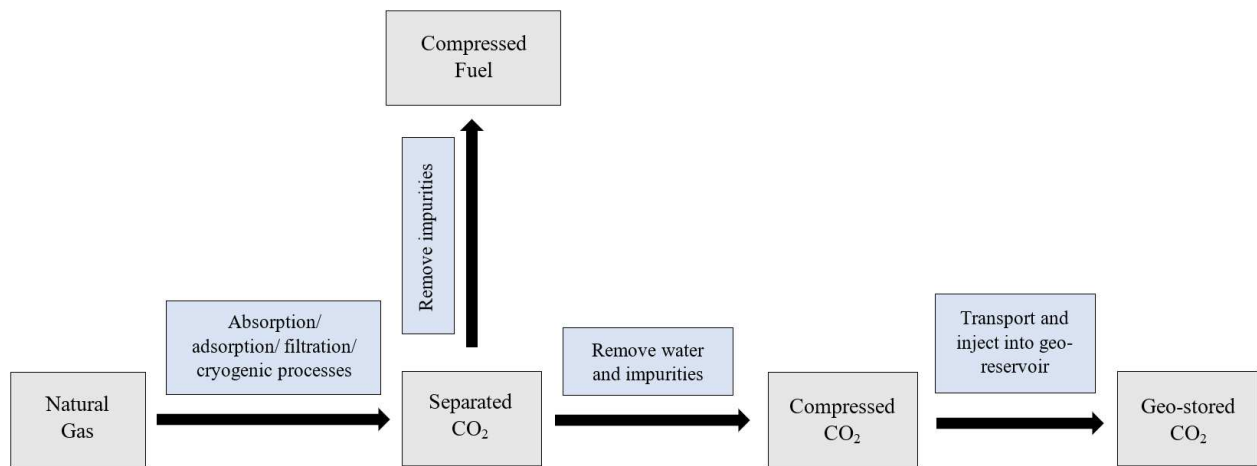 Compressed
Fuel
Remove impurities
Absorption/
adsorption/ filtration/
cryogenic processes
Remove water
and impurities
Transport and
inject into geo-
reservoir
Natural
Gas
Separated
CO₂
Compressed
CO₂
Geo-stored
CO₂